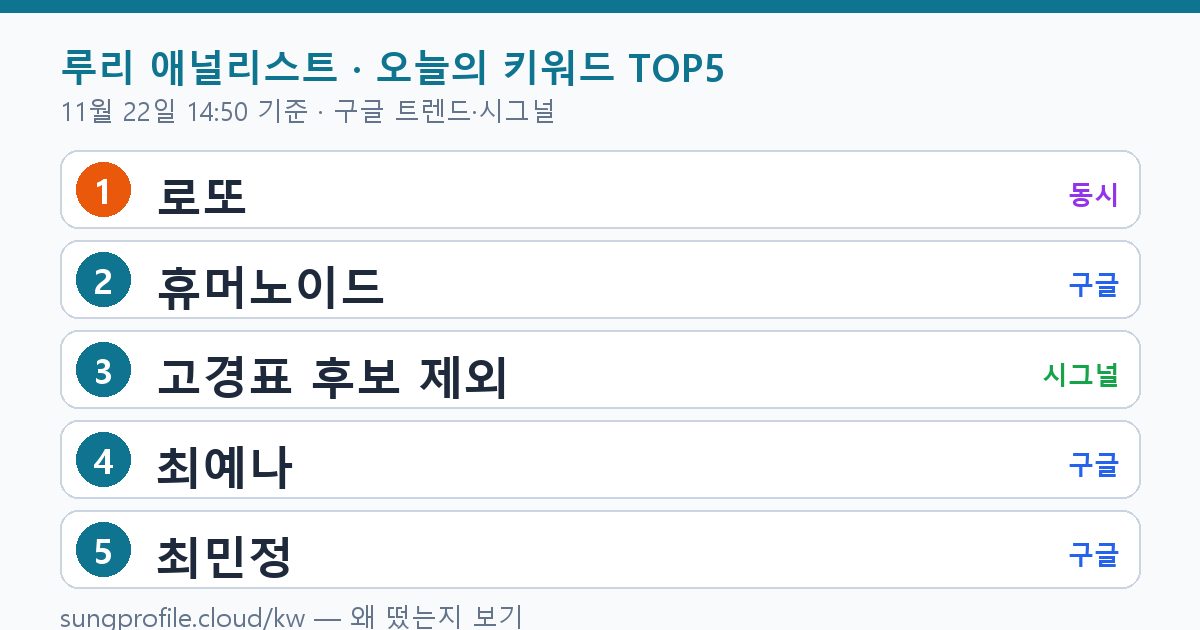 루리 애널리스트 · 오늘의 키워드 TOP5
11월 22일 14:50 기준 · 구글 트렌드·시그널
1 로또 동시
2 휴머노이드 구글
3 고경표 후보 제외 시그널
4 최예나 구글
5 최민정 구글
sungprofile.cloud/kw — 왜 떴는지 보기